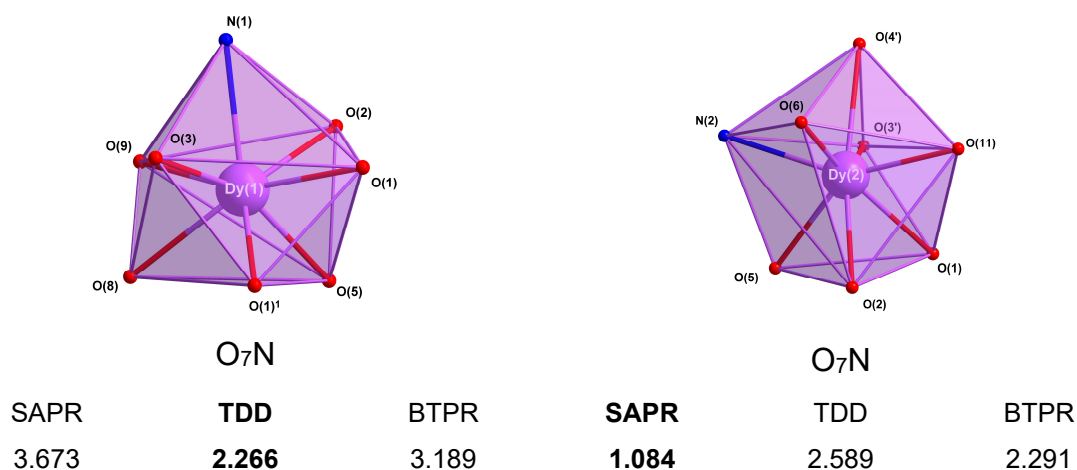 N(1)
O(2)
O(3)
O(9)
Dy(1)
O(1)
O(8)
O(1)¹
O(5)
O₇N
SAPR TDD BTPR
3.673 2.266 3.189
O(4')
O(6)
N(2)
O(3')
O(11)
Dy(2)
O(1)
O(5)
O(2)
O₇N
SAPR TDD BTPR
1.084 2.589 2.291